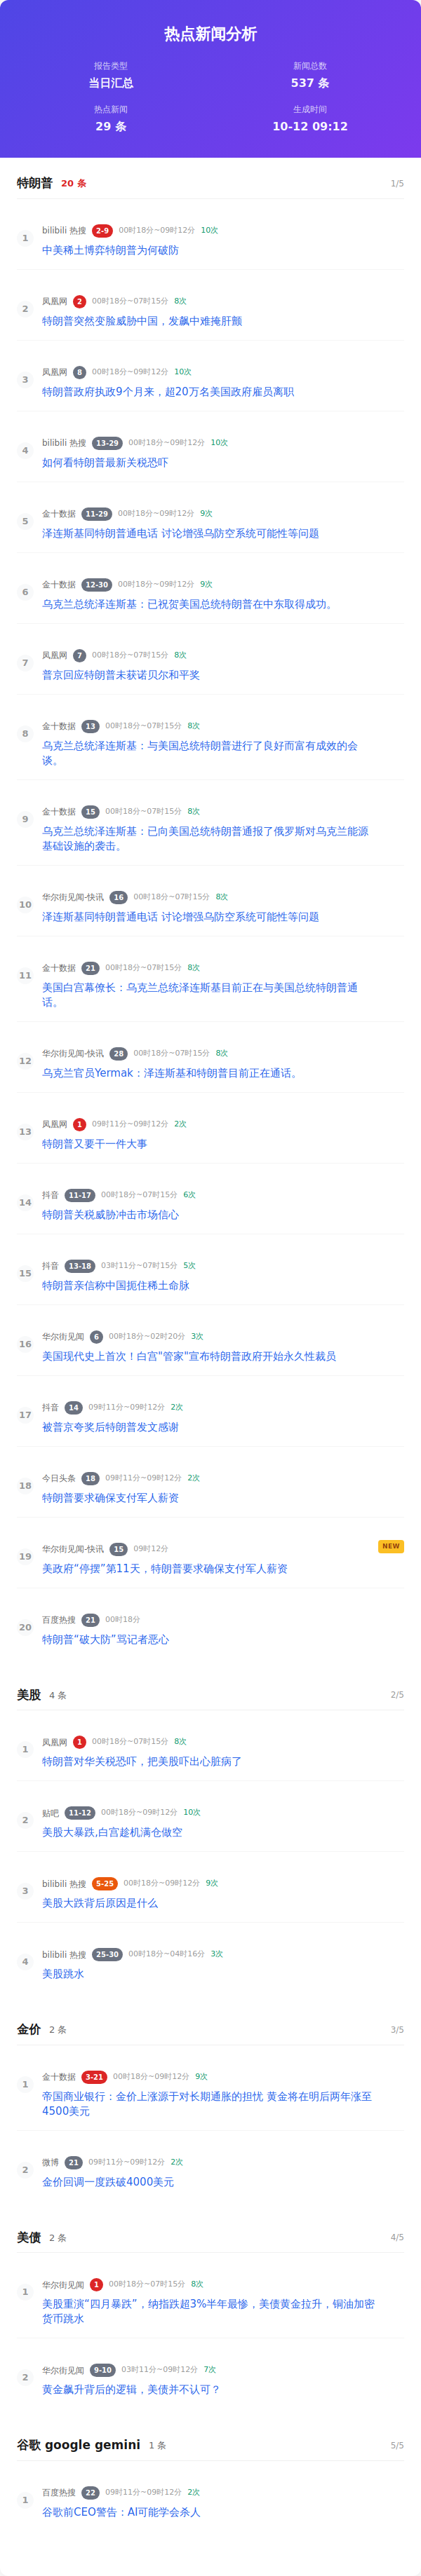 热点新闻分析
报告类型 新闻总数
当日汇总 537 条
热点新闻 生成时间
29 条 10-12 09:12
特朗普 20 条 1/5
1 bilibili 热搜 2-9 00时18分~09时12分 10次
中美稀土博弈特朗普为何破防
2 凤凰网 2 00时18分~07时15分 8次
特朗普突然变脸威胁中国，发飙中难掩肝颤
3 凤凰网 8 00时18分~09时12分 10次
特朗普政府执政9个月来，超20万名美国政府雇员离职
4 bilibili 热搜 13-29 00时18分~09时12分 10次
如何看特朗普最新关税恐吓
5 金十数据 11-29 00时18分~09时12分 9次
泽连斯基同特朗普通电话 讨论增强乌防空系统可能性等问题
6 金十数据 12-30 00时18分~09时12分 9次
乌克兰总统泽连斯基：已祝贺美国总统特朗普在中东取得成功。
7 凤凰网 7 00时18分~07时15分 8次
普京回应特朗普未获诺贝尔和平奖
8 金十数据 13 00时18分~07时15分 8次
乌克兰总统泽连斯基：与美国总统特朗普进行了良好而富有成效的会
谈。
9 金十数据 15 00时18分~07时15分 8次
乌克兰总统泽连斯基：已向美国总统特朗普通报了俄罗斯对乌克兰能源
基础设施的袭击。
10 华尔街见闻-快讯 16 00时18分~07时15分 8次
泽连斯基同特朗普通电话 讨论增强乌防空系统可能性等问题
11 金十数据 21 00时18分~07时15分 8次
美国白宫幕僚长：乌克兰总统泽连斯基目前正在与美国总统特朗普通
话。
12 华尔街见闻-快讯 28 00时18分~07时15分 8次
乌克兰官员Yermak：泽连斯基和特朗普目前正在通话。
13 凤凰网 1 09时11分~09时12分 2次
特朗普又要干一件大事
14 抖音 11-17 00时18分~07时15分 6次
特朗普关税威胁冲击市场信心
15 抖音 13-18 03时11分~07时15分 5次
特朗普亲信称中国扼住稀土命脉
16 华尔街见闻 6 00时18分~02时20分 3次
美国现代史上首次！白宫"管家"宣布特朗普政府开始永久性裁员
17 抖音 14 09时11分~09时12分 2次
被普京夸奖后特朗普发文感谢
18 今日头条 18 09时11分~09时12分 2次
特朗普要求确保支付军人薪资
19 华尔街见闻-快讯 15 09时12分 NEW
美政府“停摆”第11天，特朗普要求确保支付军人薪资
20 百度热搜 21 00时18分
特朗普“破大防”骂记者恶心
美股 4 条 2/5
1 凤凰网 1 00时18分~07时15分 8次
特朗普对华关税恐吓，把美股吓出心脏病了
2 贴吧 11-12 00时18分~09时12分 10次
美股大暴跌,白宫趁机满仓做空
3 bilibili 热搜 5-25 00时18分~09时12分 9次
美股大跌背后原因是什么
4 bilibili 热搜 25-30 00时18分~04时16分 3次
美股跳水
金价 2 条 3/5
1 金十数据 3-21 00时18分~09时12分 9次
帝国商业银行：金价上涨源于对长期通胀的担忧 黄金将在明后两年涨至
4500美元
2 微博 21 09时11分~09时12分 2次
金价回调一度跌破4000美元
美债 2 条 4/5
1 华尔街见闻 1 00时18分~07时15分 8次
美股重演“四月暴跌”，纳指跌超3%半年最惨，美债黄金拉升，铜油加密
货币跳水
2 华尔街见闻 9-10 03时11分~09时12分 7次
黄金飙升背后的逻辑，美债并不认可？
谷歌 google gemini 1 条 5/5
1 百度热搜 22 09时11分~09时12分 2次
谷歌前CEO警告：AI可能学会杀人